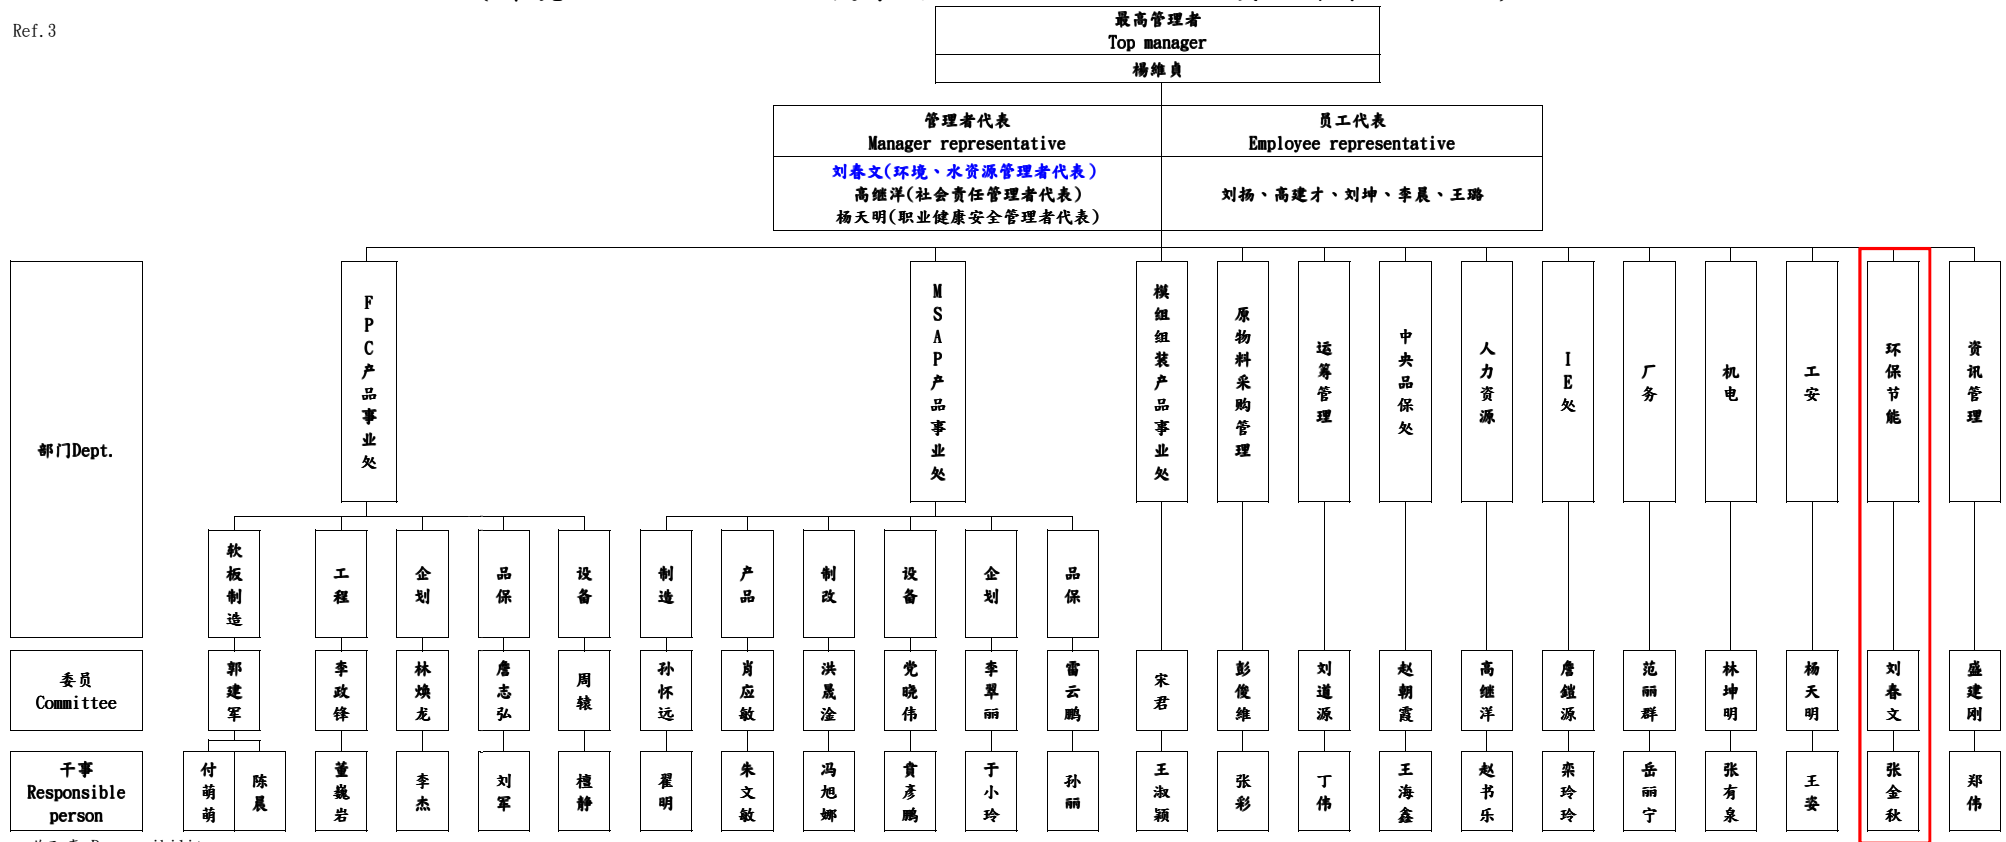 Ref.3
最高管理者
Top manager
楊維貞
管理者代表
Manager representative
员工代表
Employee representative
刘春文(环境、水资源管理者代表)
高继洋(社会责任管理者代表)
杨天明(职业健康安全管理者代表)
刘扬、高建才、刘坤、李晨、王璐
部门Dept.
FPC产品事业处
MSAP产品事业处
模组组装产品事业处
原物料采购管理
运筹管理
中央品保处
人力资源
IE处
厂务
机电
工安
环保节能
资讯管理
软板制造
工程
企划
品保
设备
制造
产品
制改
设备
企划
品保
委员
Committee
郭建军
李政锋
林焕龙
詹志弘
周辕
孙怀远
肖应敏
洪晟淦
党晓伟
李翠丽
雷云鹏
宋君
彭俊维
刘道源
赵朝霞
高继洋
詹鎧源
范丽群
林坤明
杨天明
刘春文
盛建刚
干事
Responsible
person
付萌萌
陈晨
董巍岩
李杰
刘军
檀静
翟明
朱文敏
冯旭娜
贲彦鹏
于小玲
孙丽
王淑颖
张彩
丁伟
王海鑫
赵书乐
栾玲玲
岳丽宁
张有泉
王姿
张金秋
郑伟